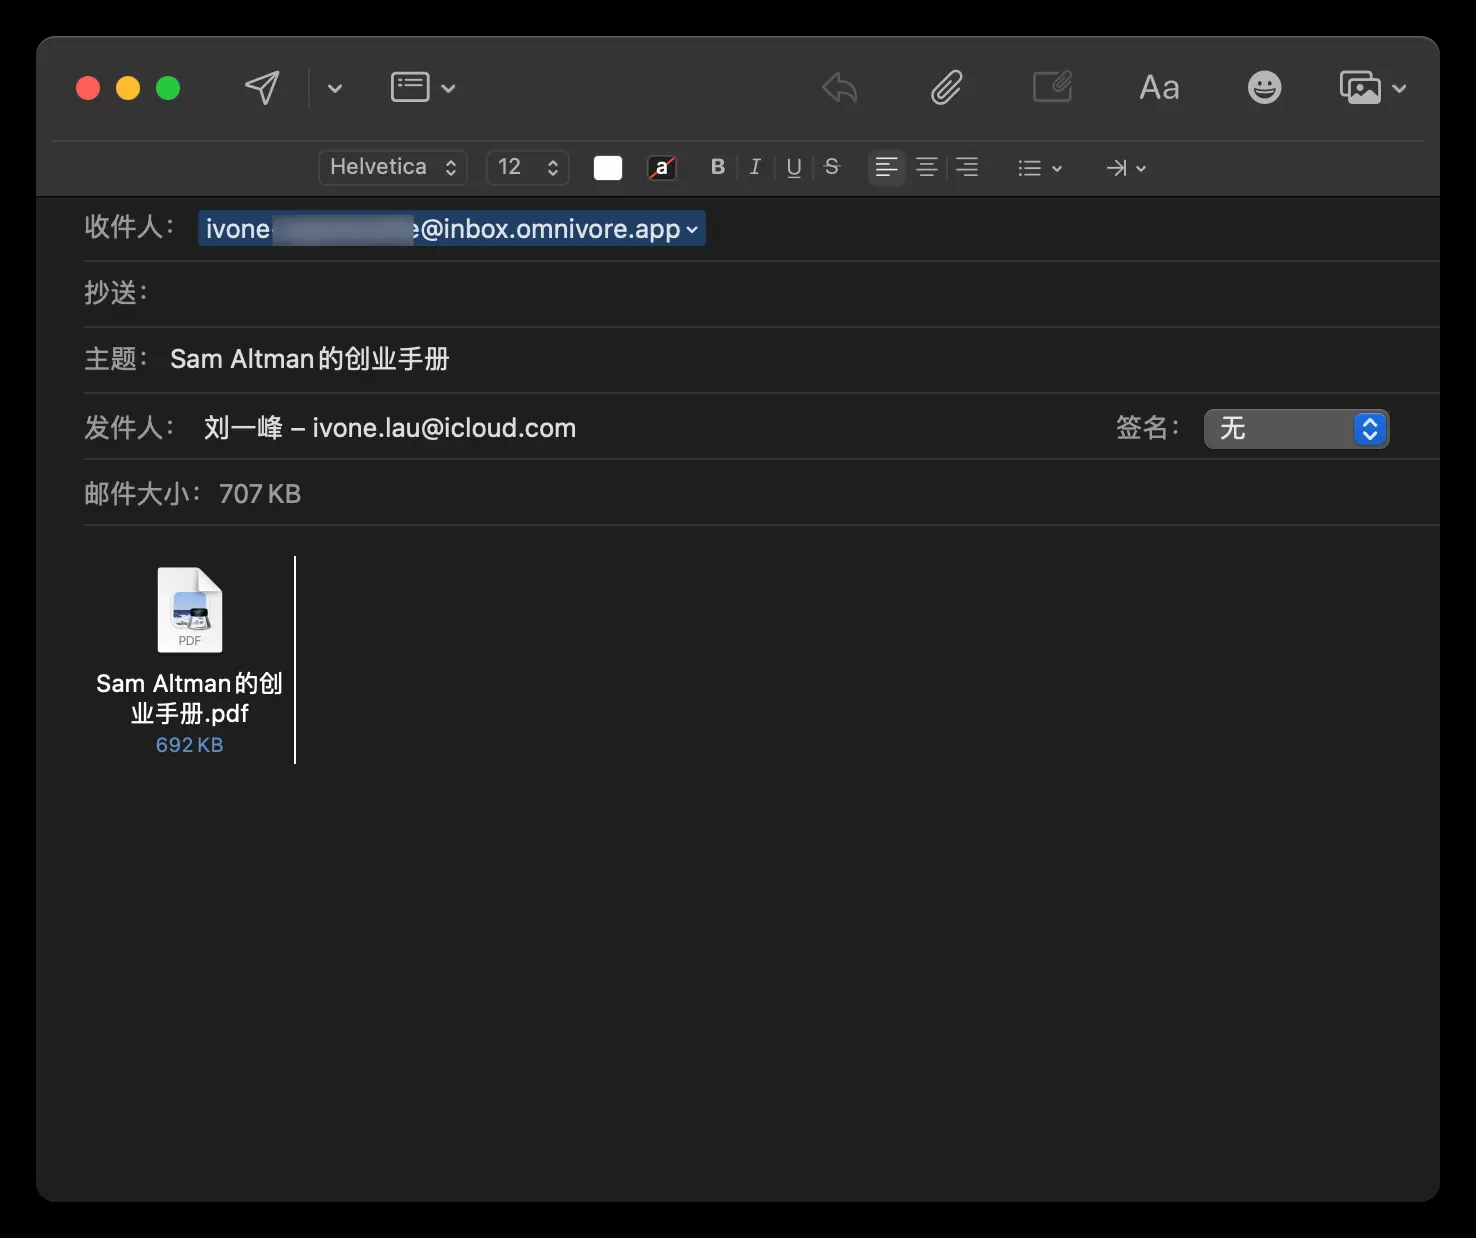 Aa
Helvetica 12 a B I U S
收件人： ivone- e@inbox.omnivore.app
抄送：
主题： Sam Altman的创业手册
发件人： 刘一峰 – ivone.lau@icloud.com 签名： 无
邮件大小： 707 KB
PDF
Sam Altman的创
业手册.pdf
692 KB